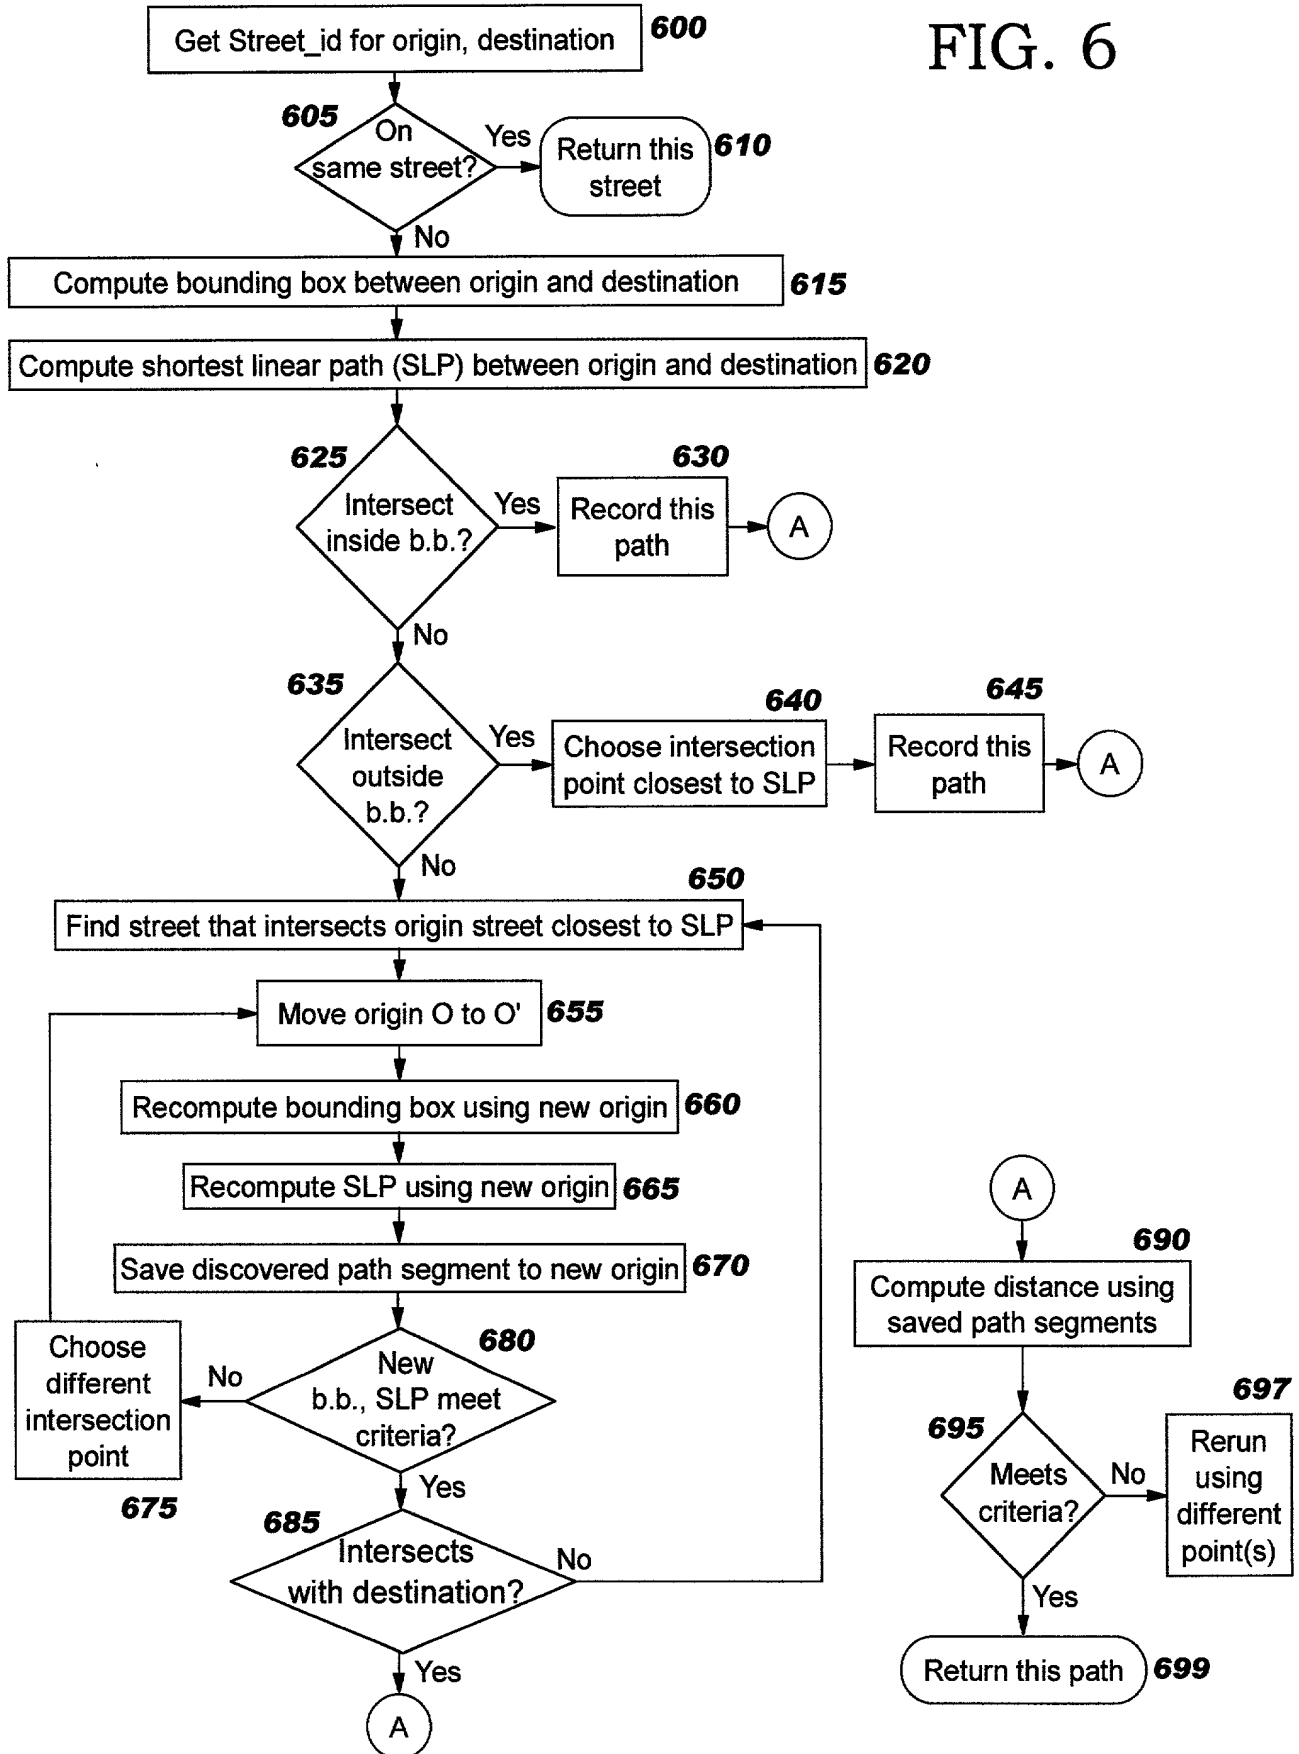 FIG. 6
Get Street_id for origin, destination
600
605
On
same street?
Yes
Return this
street
610
No
Compute bounding box between origin and destination
615
Compute shortest linear path (SLP) between origin and destination
620
625
Intersect
inside b.b.?
Yes
630
Record this
path
A
No
635
Intersect
outside
b.b.?
Yes
640
Choose intersection
point closest to SLP
645
Record this
path
A
No
650
Find street that intersects origin street closest to SLP
Move origin O to O'
655
Recompute bounding box using new origin
660
Recompute SLP using new origin
665
Save discovered path segment to new origin
670
680
New
b.b., SLP meet
criteria?
No
Choose
different
intersection
point
675
Yes
685
Intersects
with destination?
No
Yes
A
A
690
Compute distance using
saved path segments
695
Meets
criteria?
No
697
Rerun
using
different
point(s)
Yes
Return this path
699